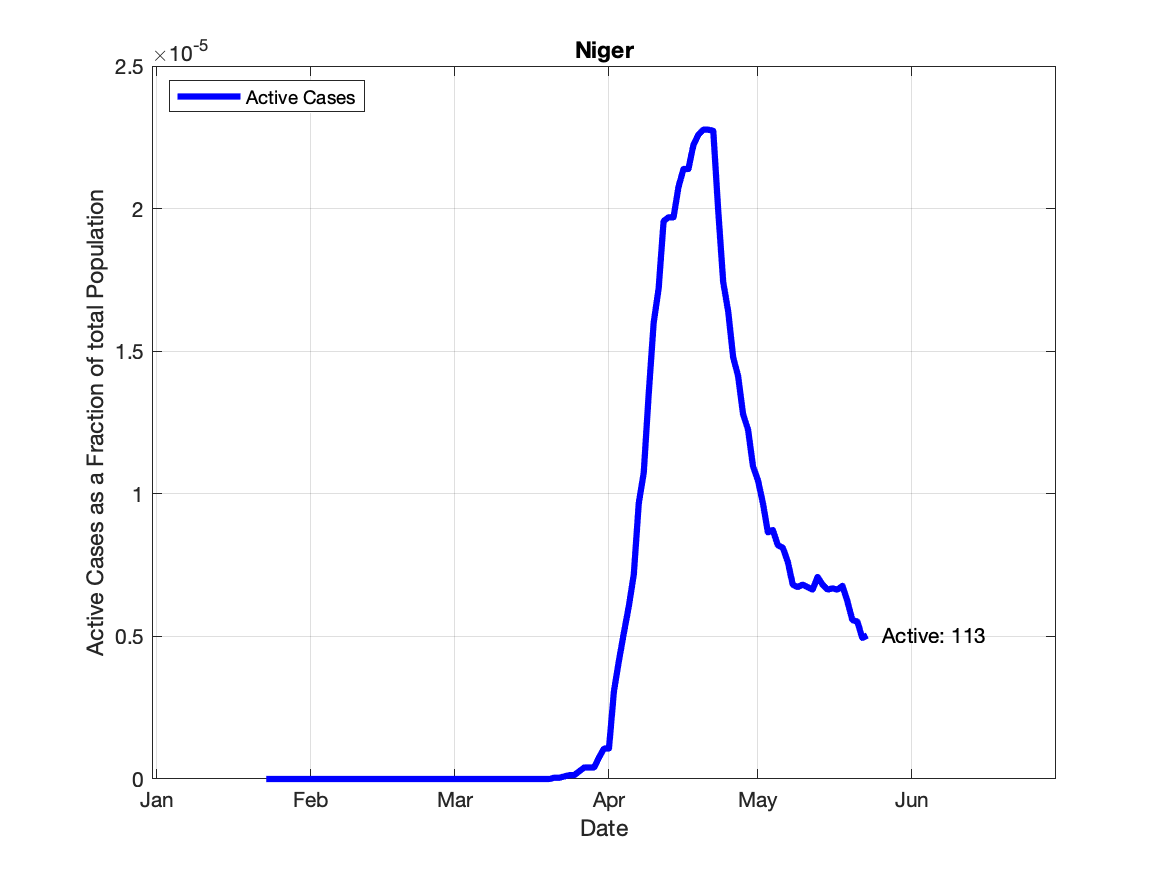 Niger
×10-5
2.5
2
1.5
1
0.5
0
Active Cases as a Fraction of total Population
Active Cases
Active: 113
Jan Feb Mar Apr May Jun
Date